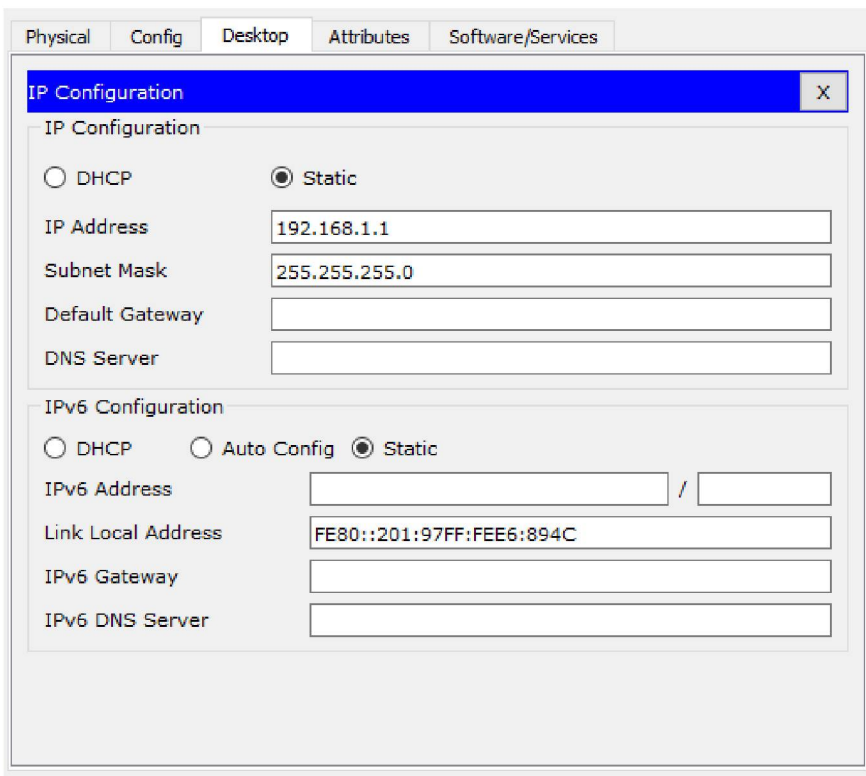 Physical Config Desktop Attributes Software/Services
IP Configuration X
IP Configuration
DHCP Static
IP Address 192.168.1.1
Subnet Mask 255.255.255.0
Default Gateway
DNS Server
IPv6 Configuration
DHCP Auto Config Static
IPv6 Address /
Link Local Address FE80::201:97FF:FEE6:894C
IPv6 Gateway
IPv6 DNS Server